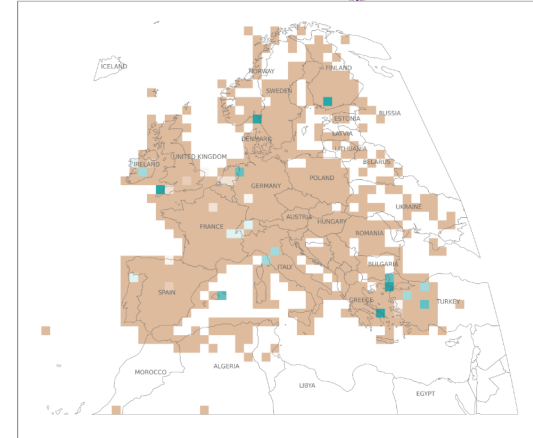 ICELAND
NORWAY
FINLAND
SWEDEN
RUSSIA
ESTONIA
LATVIA
DENMARK
LITHUANIA
UNITED KINGDOM
IRELAND
BELARUS
POLAND
GERMANY
UKRAINE
AUSTRIA
HUNGARY
FRANCE
ROMANIA
ITALY
BULGARIA
SPAIN
GREECE
TURKEY
ALGERIA
MOROCCO
LIBYA
EGYPT